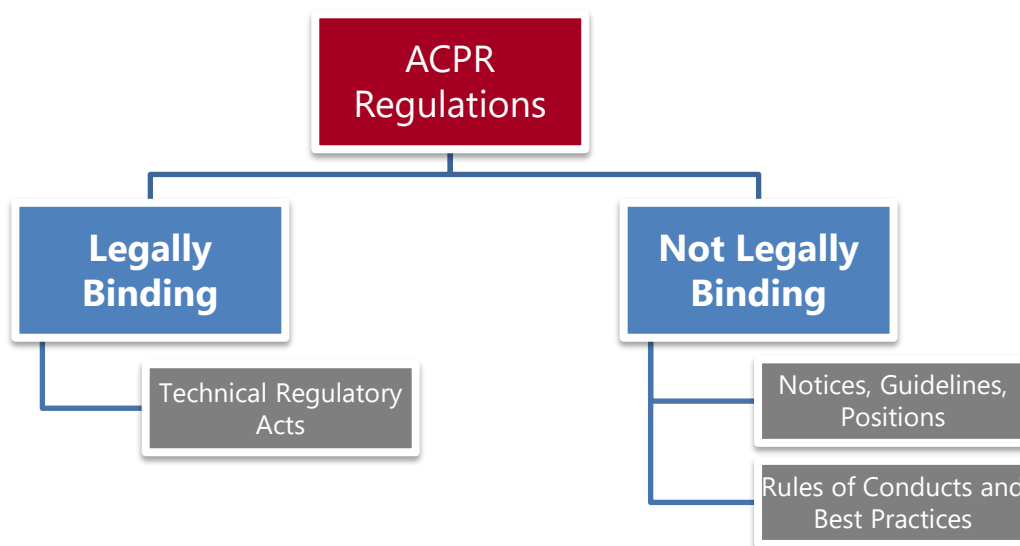 ACPR
Regulations
Legally
Binding
Not Legally
Binding
Technical Regulatory
Acts
Notices, Guidelines,
Positions
Rules of Conducts and
Best Practices